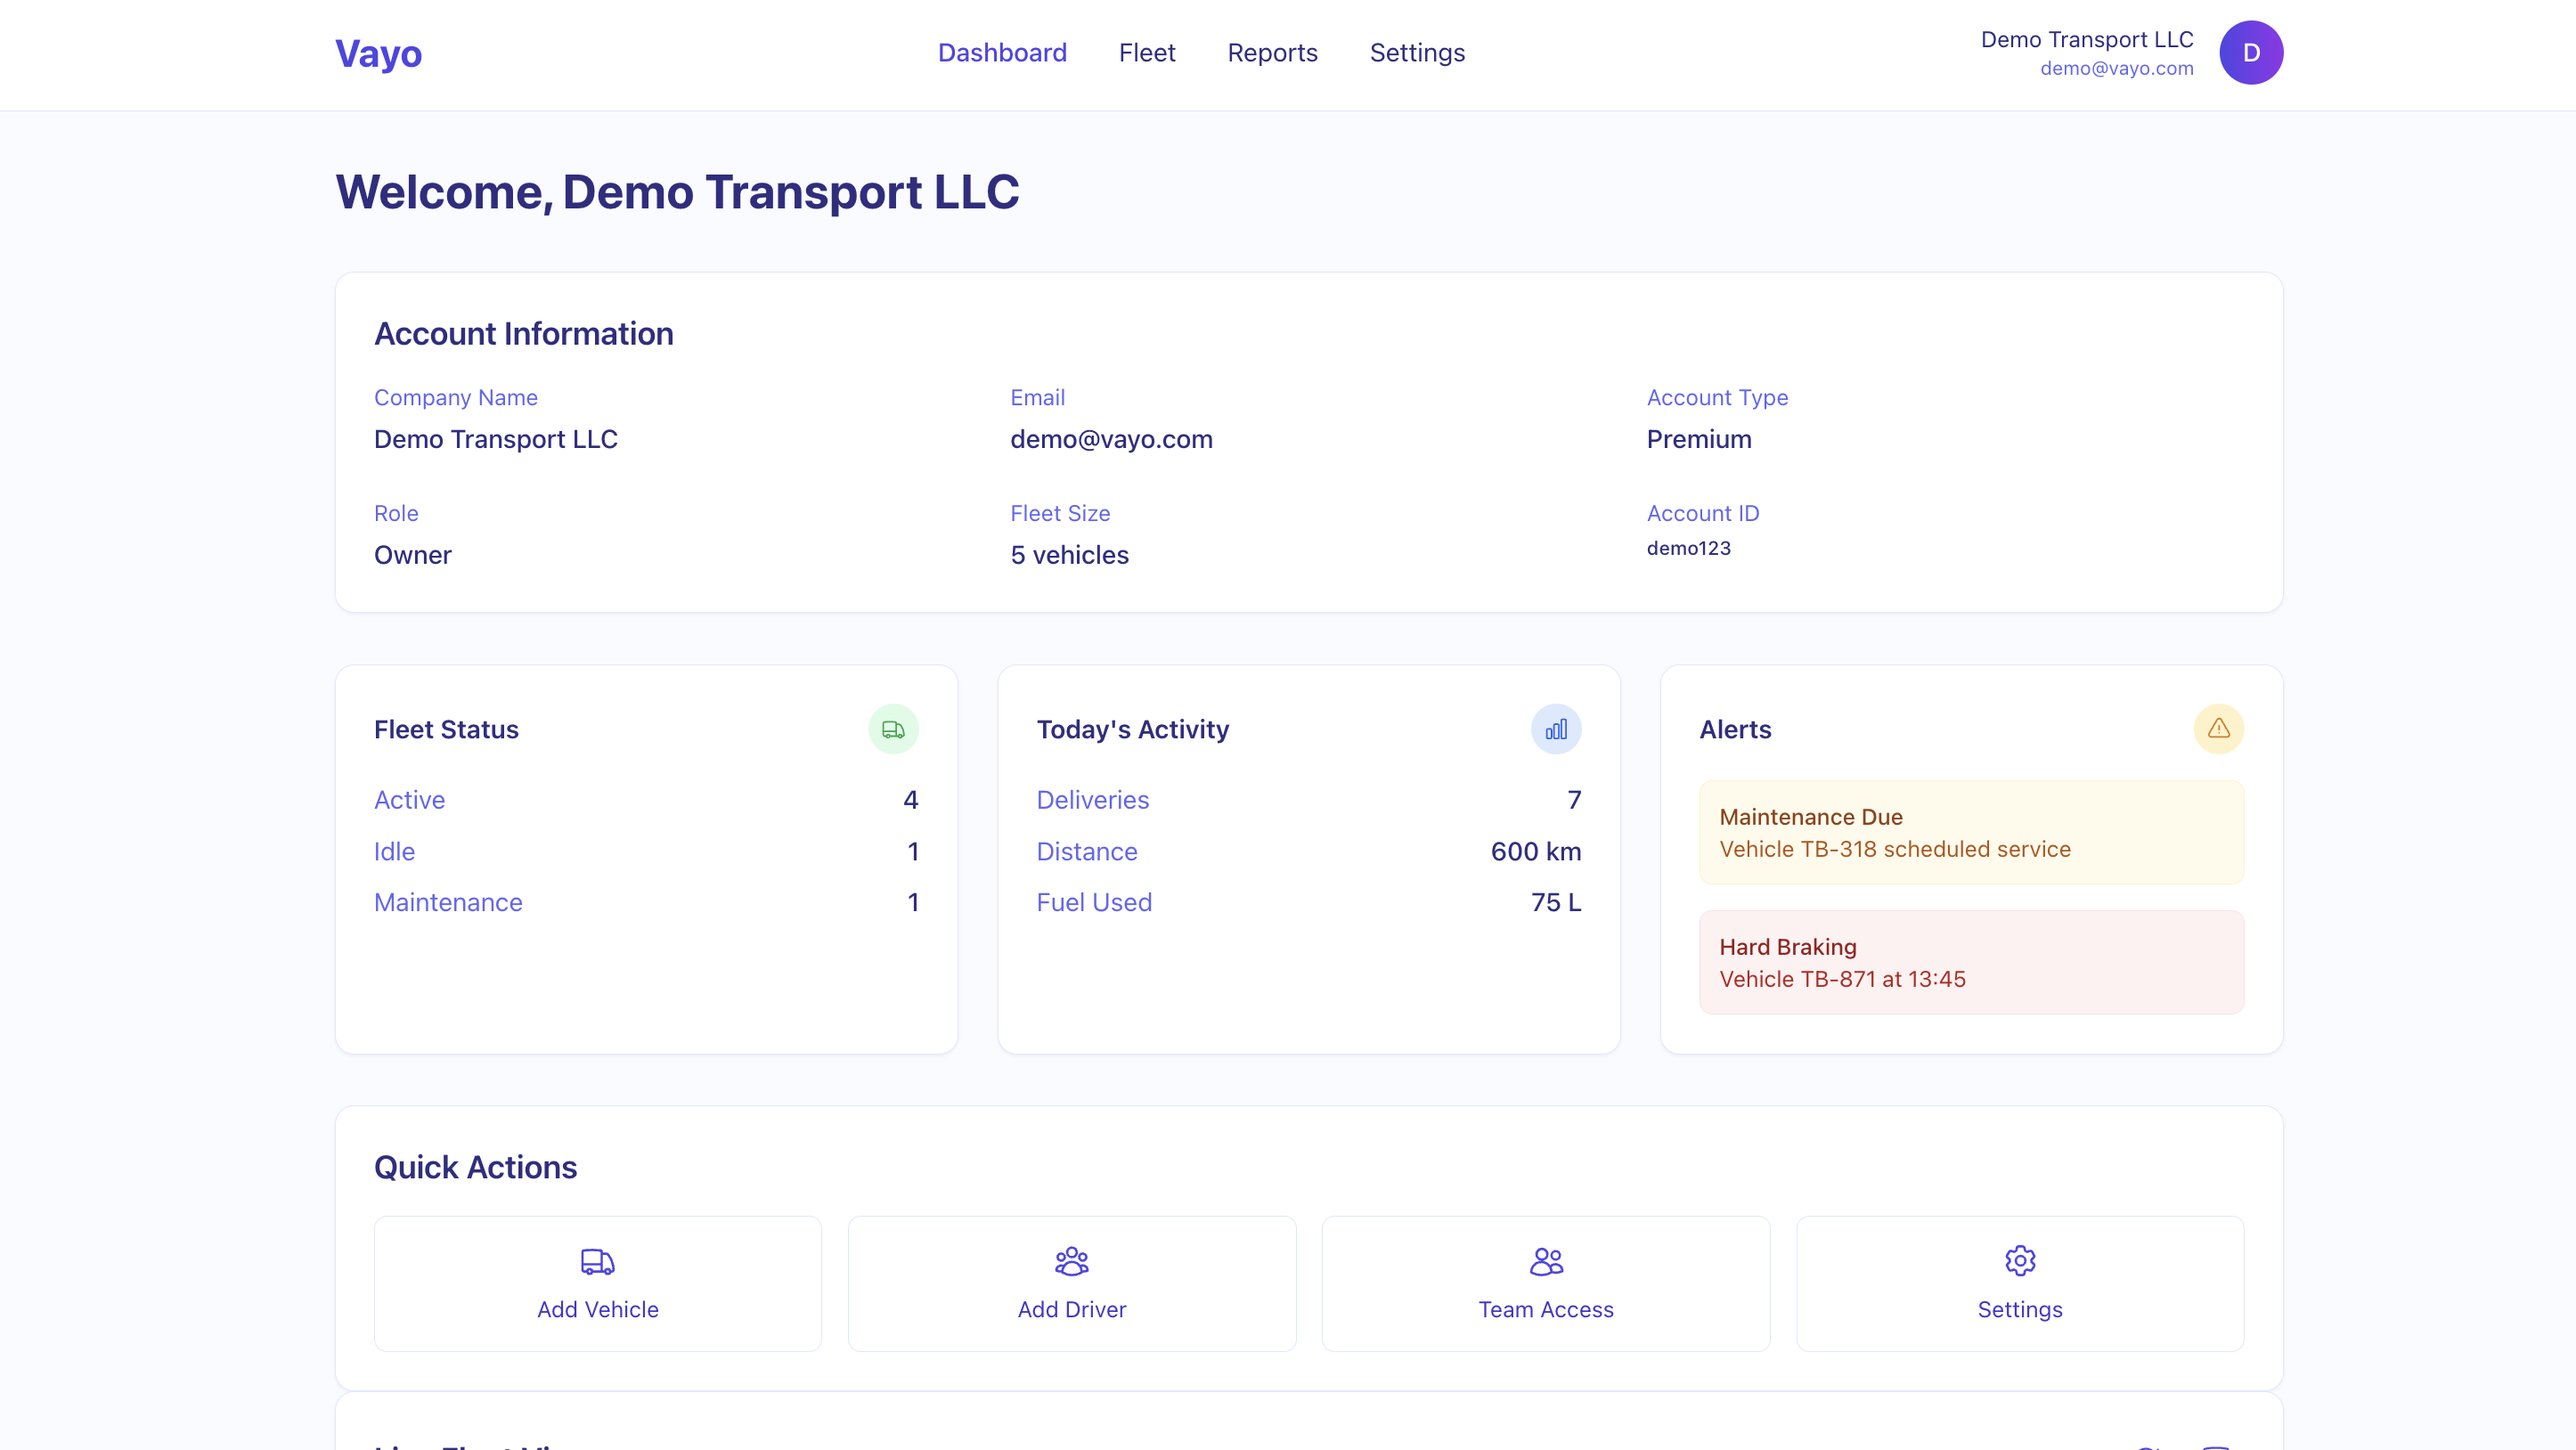 Vayo
Dashboard
Fleet
Reports
Settings
Demo Transport LLC
demo@vayo.com
D
Welcome, Demo Transport LLC
Account Information
Company Name
Demo Transport LLC
Email
demo@vayo.com
Account Type
Premium
Role
Owner
Fleet Size
5 vehicles
Account ID
demo123
Fleet Status
Active 4
Idle 1
Maintenance 1
Today's Activity
Deliveries 7
Distance 600 km
Fuel Used 75 L
Alerts
Maintenance Due
Vehicle TB-318 scheduled service
Hard Braking
Vehicle TB-871 at 13:45
Quick Actions
Add Vehicle
Add Driver
Team Access
Settings